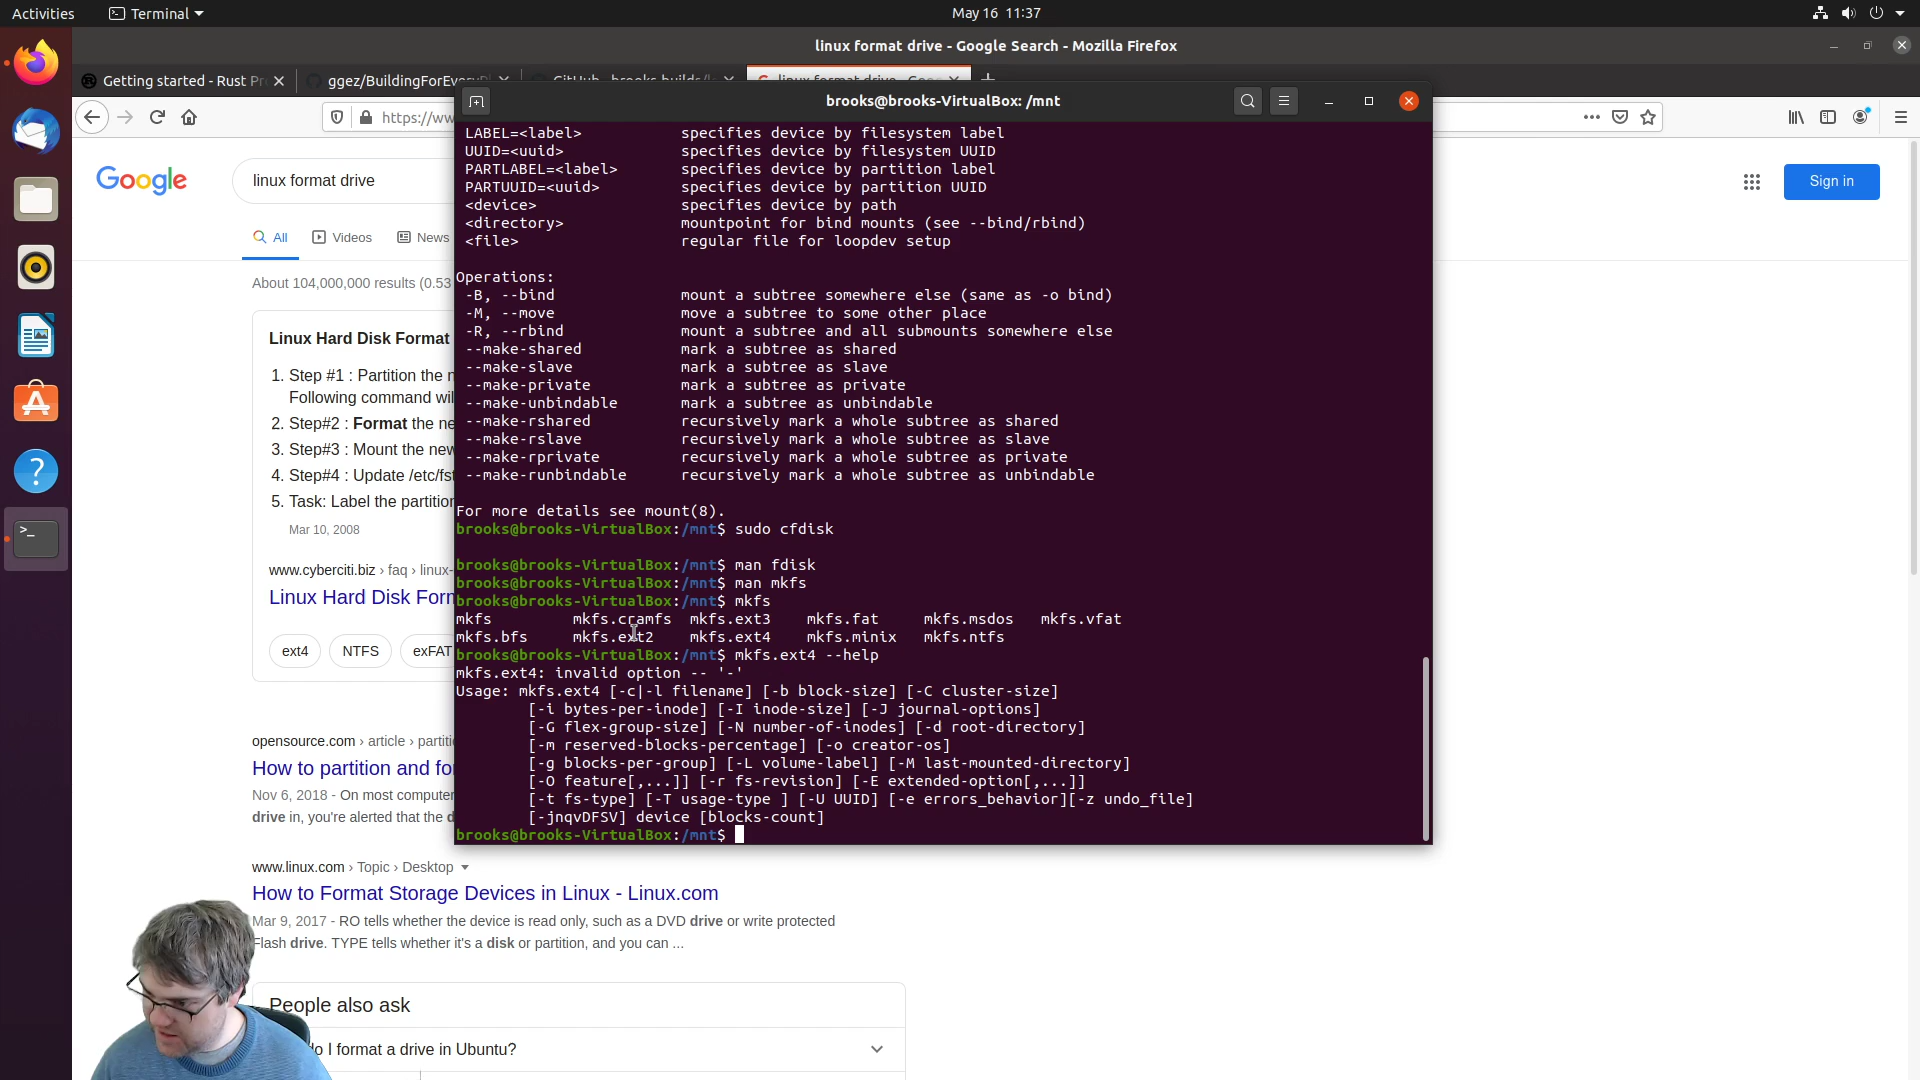 Activities
Terminal
May 16 11:37
linux format drive - Google Search - Mozilla Firefox
Getting started - Rust Pr
ggez/BuildingForEvery
GitHub - brooks-builds/
linux format drive - Goo
https://ww
brooks@brooks-VirtualBox: /mnt
Google
linux format drive
Sign in
All
Videos
News
About 104,000,000 results (0.53
Linux Hard Disk Format
1. Step #1 : Partition the n
Following command wil
2. Step#2 : Format the ne
3. Step#3 : Mount the new
4. Step#4 : Update /etc/fst
5. Task: Label the partition
Mar 10, 2008
www.cyberciti.biz › faq › linux-
Linux Hard Disk Form
ext4
NTFS
exFAT
opensource.com › article › partiti
How to partition and fo
Nov 6, 2018 - On most computer
drive in, you're alerted that the d
www.linux.com › Topic › Desktop
How to Format Storage Devices in Linux - Linux.com
Mar 9, 2017 - RO tells whether the device is read only, such as a DVD drive or write protected
Flash drive. TYPE tells whether it's a disk or partition, and you can ...
People also ask
do I format a drive in Ubuntu?
LABEL=<label> specifies device by filesystem label
UUID=<uuid> specifies device by filesystem UUID
PARTLABEL=<label> specifies device by partition label
PARTUUID=<uuid> specifies device by partition UUID
<device> specifies device by path
<directory> mountpoint for bind mounts (see --bind/rbind)
<file> regular file for loopdev setup
Operations:
-B, --bind mount a subtree somewhere else (same as -o bind)
-M, --move move a subtree to some other place
-R, --rbind mount a subtree and all submounts somewhere else
--make-shared mark a subtree as shared
--make-slave mark a subtree as slave
--make-private mark a subtree as private
--make-unbindable mark a subtree as unbindable
--make-rshared recursively mark a whole subtree as shared
--make-rslave recursively mark a whole subtree as slave
--make-rprivate recursively mark a whole subtree as private
--make-runbindable recursively mark a whole subtree as unbindable
For more details see mount(8).
brooks@brooks-VirtualBox:/mnt$ sudo cfdisk
brooks@brooks-VirtualBox:/mnt$ man fdisk
brooks@brooks-VirtualBox:/mnt$ man mkfs
brooks@brooks-VirtualBox:/mnt$ mkfs
mkfs mkfs.cramfs mkfs.ext3 mkfs.fat mkfs.msdos mkfs.vfat
mkfs.bfs mkfs.ext2 mkfs.ext4 mkfs.minix mkfs.ntfs
brooks@brooks-VirtualBox:/mnt$ mkfs.ext4 --help
mkfs.ext4: invalid option -- '-'
Usage: mkfs.ext4 [-c|-l filename] [-b block-size] [-C cluster-size]
[-i bytes-per-inode] [-I inode-size] [-J journal-options]
[-G flex-group-size] [-N number-of-inodes] [-d root-directory]
[-m reserved-blocks-percentage] [-o creator-os]
[-g blocks-per-group] [-L volume-label] [-M last-mounted-directory]
[-O feature[,...]] [-r fs-revision] [-E extended-option[,...]]
[-t fs-type] [-T usage-type ] [-U UUID] [-e errors_behavior][-z undo_file]
[-jnqvDFSV] device [blocks-count]
brooks@brooks-VirtualBox:/mnt$